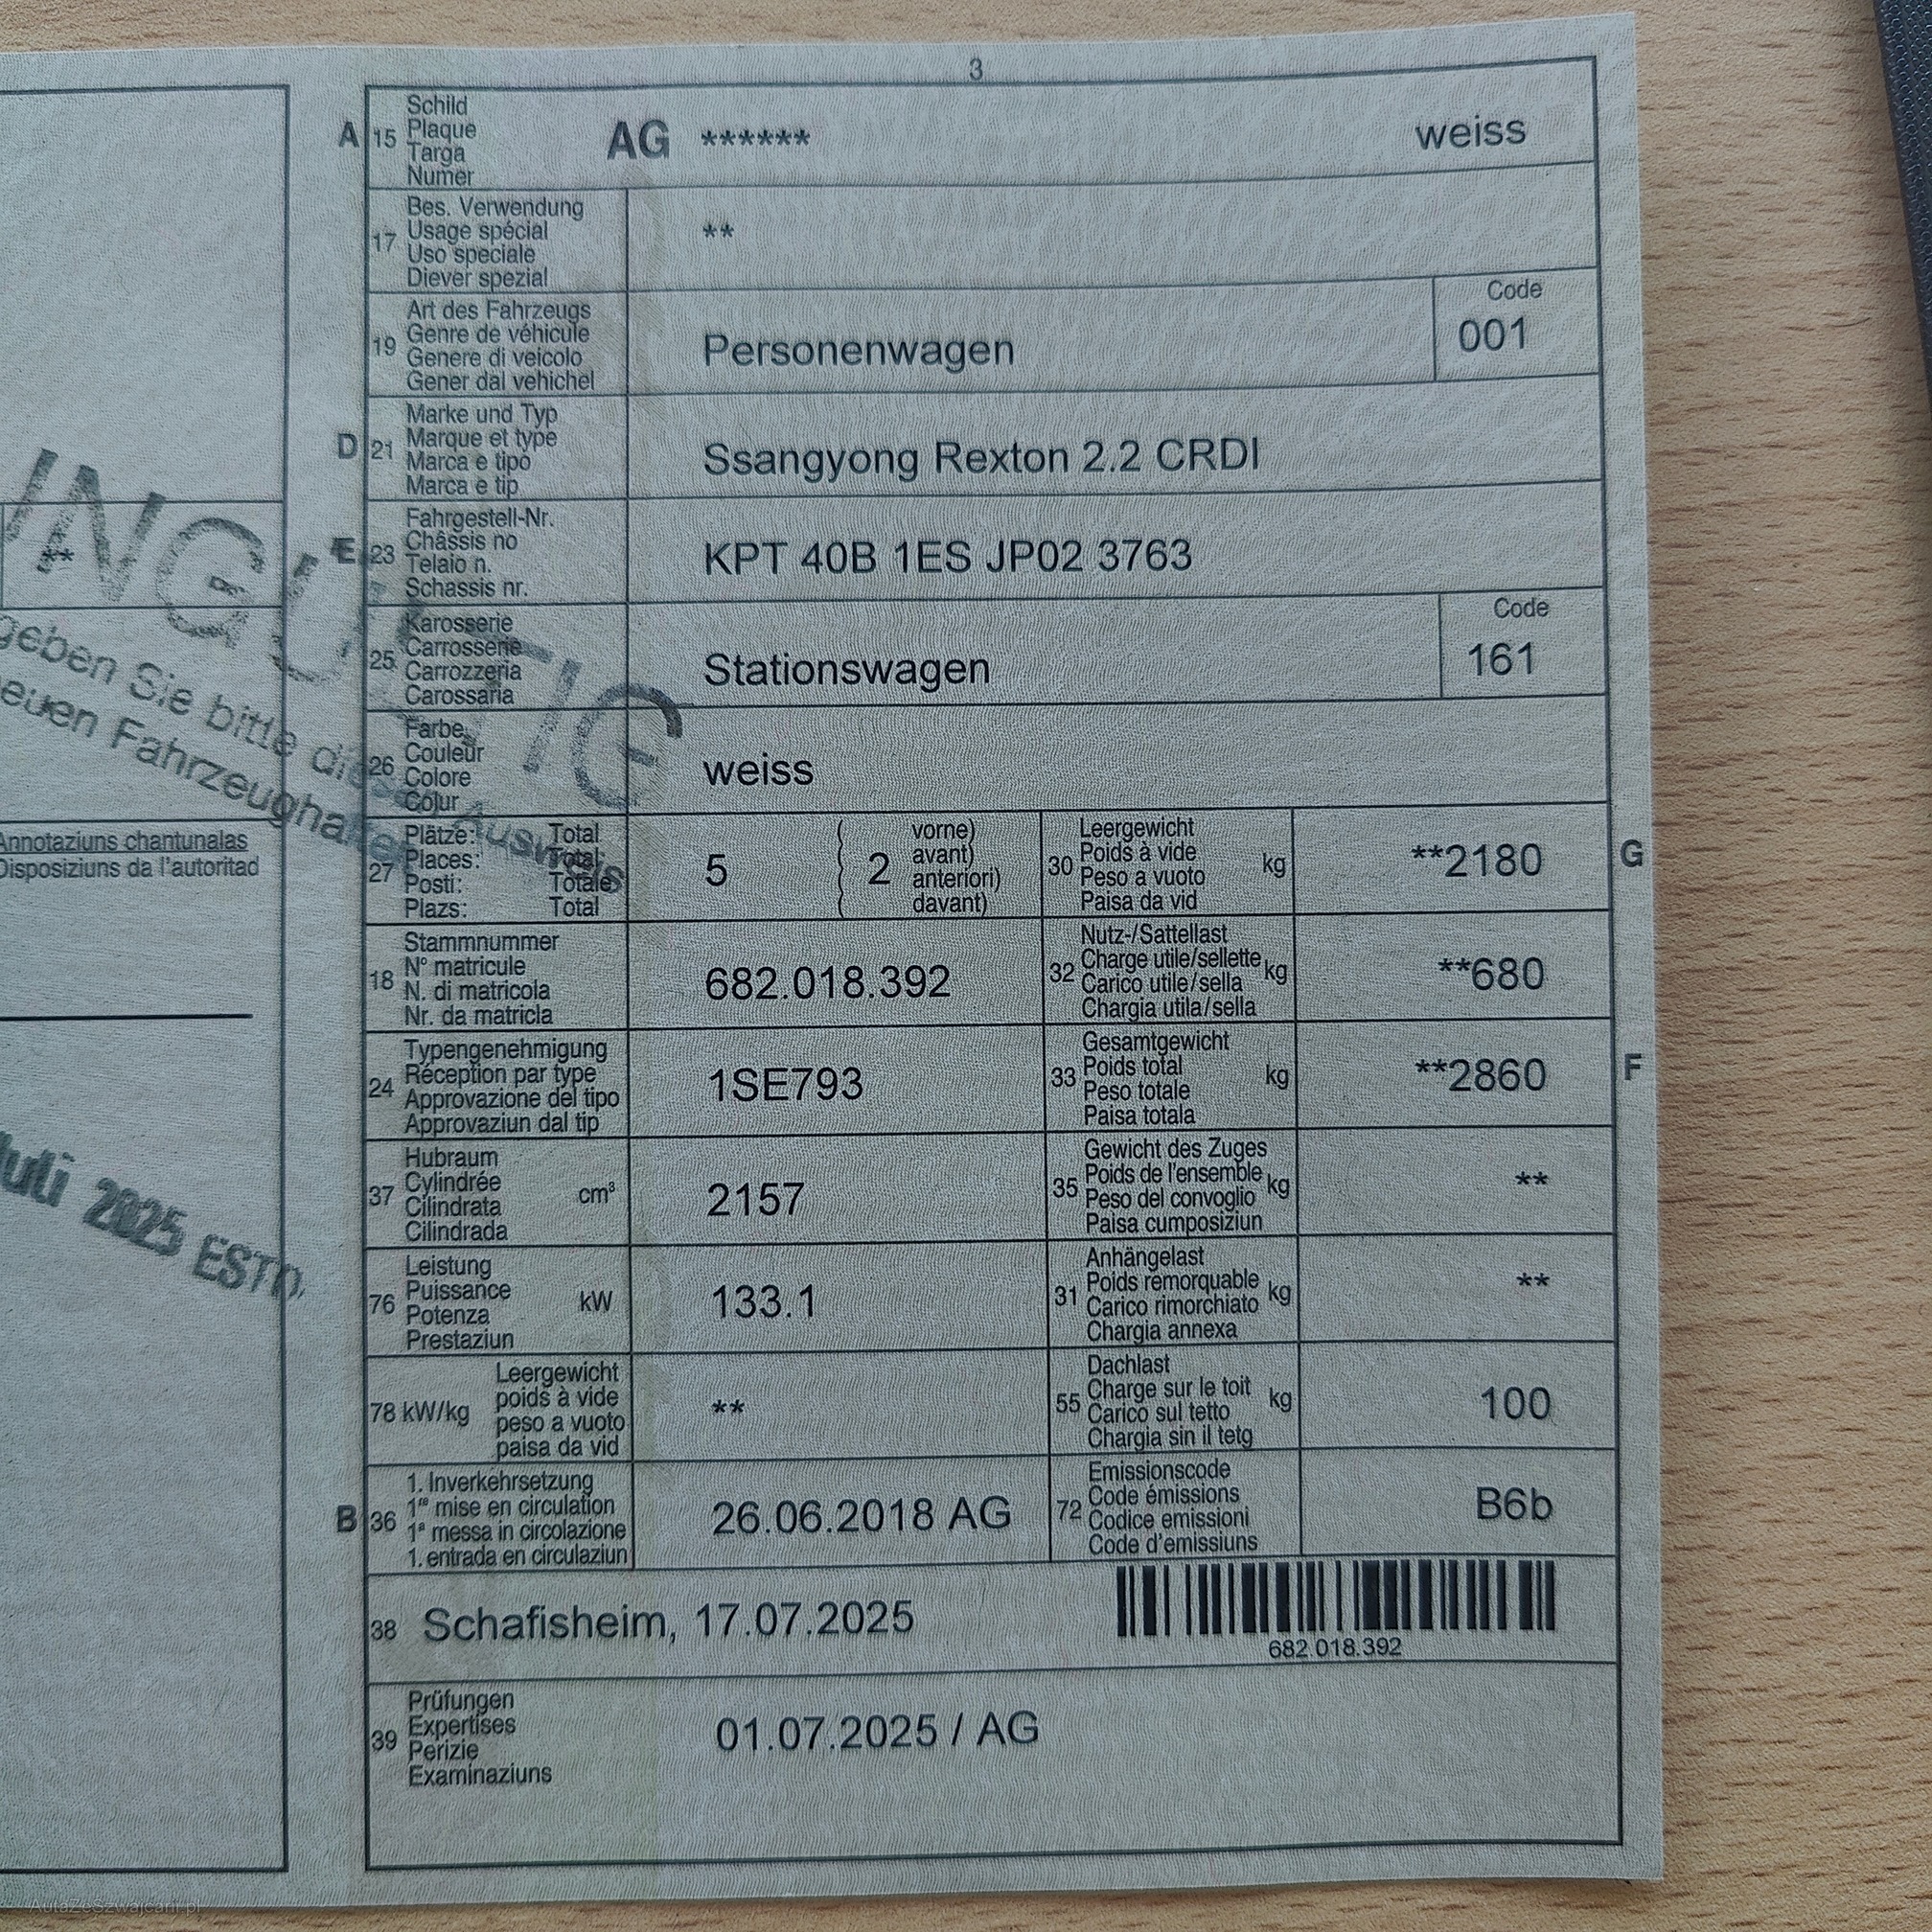 3
A 15 Schild
Plaque
Targa
Numer
AG ****** weiss
17 Bes. Verwendung
Usage spécial
Uso speciale
Diever spezial
**
19 Art des Fahrzeugs
Genre de véhicule
Genere di veicolo
Gener dal vehichel
Personenwagen
Code
001
D 21 Marke und Typ
Marque et type
Marca e tipo
Marca e tip
Ssangyong Rexton 2.2 CRDI
E 23 Fahrgestell-Nr.
Châssis no
Telaio n.
Schassis nr.
KPT 40B 1ES JP02 3763
25 Karosserie
Carrosserie
Carrozzeria
Carossaria
Stationswagen
Code
161
26 Farbe
Couleur
Colore
Colur
weiss
27 Plätze: Total
Places: Total
Posti: Totale
Plazs: Total
5 ( 2 vorne)
avant)
anteriori)
davant)
30 Leergewicht
Poids à vide
Peso a vuoto
Paisa da vid
kg
**2180 G
18 Stammnummer
N° matricule
N. di matricola
Nr. da matricla
682.018.392
32 Nutz-/Sattellast
Charge utile/sellette
Carico utile/sella
Chargia utila/sella
kg
**680
24 Typengenehmigung
Réception par type
Approvazione del tipo
Approvaziun dal tip
1SE793
33 Gesamtgewicht
Poids total
Peso totale
Paisa totala
kg
**2860 F
37 Hubraum
Cylindrée
Cilindrata
Cilindrada
cm³
2157
35 Gewicht des Zuges
Poids de l'ensemble
Peso del convoglio
Paisa cumposiziun
kg
**
76 Leistung
Puissance
Potenza
Prestaziun
kW
133.1
31 Anhängelast
Poids remorquable
Carico rimorchiato
Chargia annexa
kg
**
78 kW/kg
Leergewicht
poids à vide
peso a vuoto
paisa da vid
**
55 Dachlast
Charge sur le toit
Carico sul tetto
Chargia sin il tetg
kg
100
B 36 1. Inverkehrsetzung
1re mise en circulation
1a messa in circolazione
1. entrada en circulaziun
26.06.2018 AG
72 Emissionscode
Code émissions
Codice emissioni
Code d'emissiuns
B6b
38 Schafisheim, 17.07.2025
682.018.392
39 Prüfungen
Expertises
Perizie
Examinaziuns
01.07.2025 / AG
**
NGÜLTIG
geben Sie bitte diesen Ausweis
euen Fahrzeughalter
Annotaziuns chantunalas
Disposiziuns da l'autoritad
Juli 2025 ESTD.
AutaZeSzwajcarii.pl